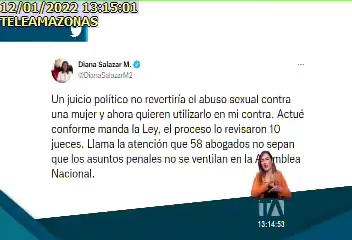 12/01/2022 13:15:01
TELEAMAZONAS
Diana Salazar M.
@DianaSalazarM2
Un juicio político no revertiría el abuso sexual contra
una mujer y ahora quieren utilizarlo en mi contra. Actué
conforme manda la Ley, el proceso lo revisaron 10
jueces. Llama la atención que 58 abogados no sepan
que los asuntos penales no se ventilan en la Asamblea
Nacional.
TA
13:14:53